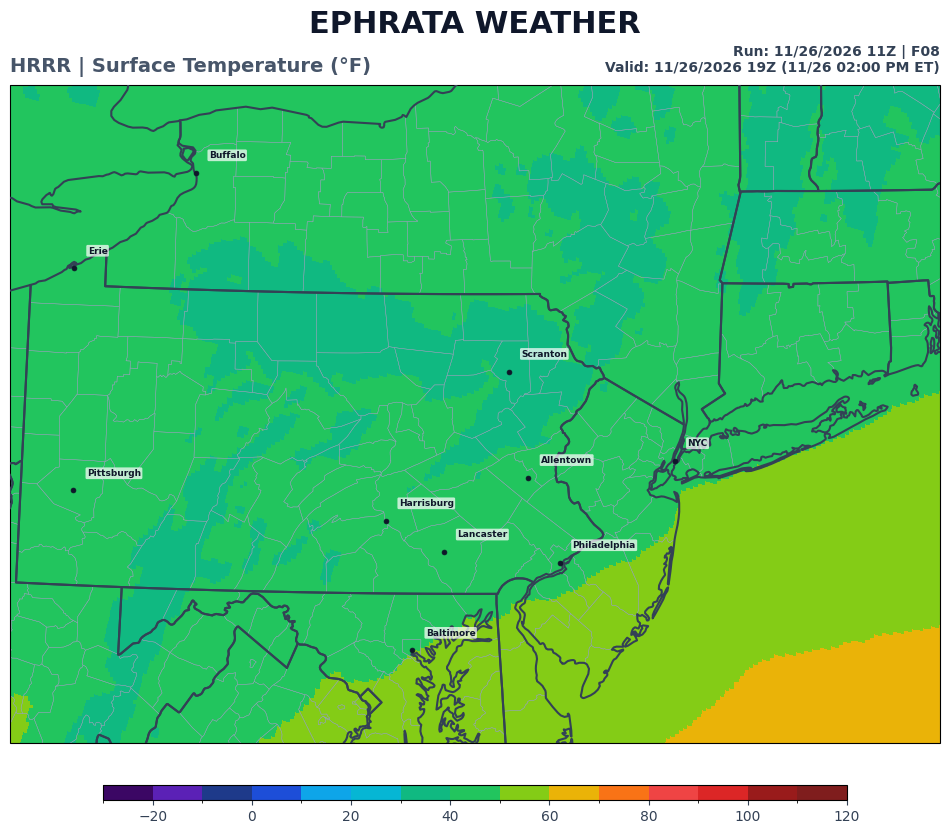 EPHRATA WEATHER
HRRR | Surface Temperature (°F)
Run: 11/26/2026 11Z | F08
Valid: 11/26/2026 19Z (11/26 02:00 PM ET)
Buffalo
Erie
Scranton
NYC
Allentown
Pittsburgh
Harrisburg
Lancaster
Philadelphia
Baltimore
−20 0 20 40 60 80 100 120